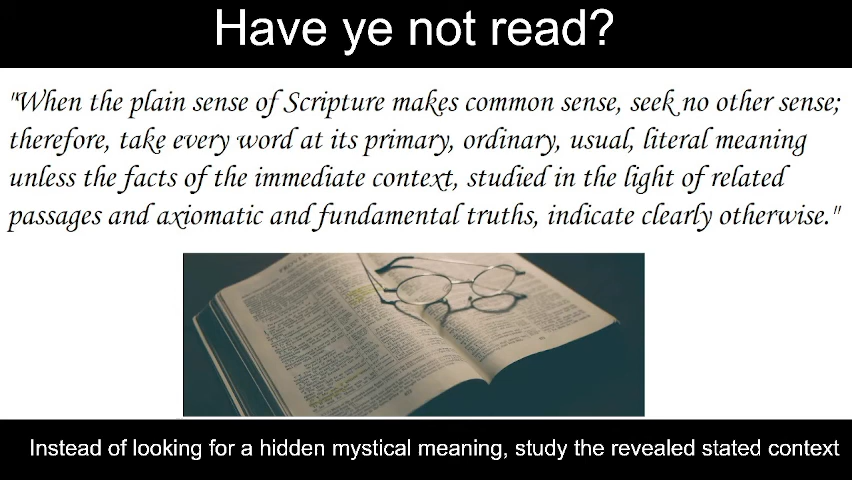 Have ye not read?
"When the plain sense of Scripture makes common sense, seek no other sense;
therefore, take every word at its primary, ordinary, usual, literal meaning
unless the facts of the immediate context, studied in the light of related
passages and axiomatic and fundamental truths, indicate clearly otherwise."
Instead of looking for a hidden mystical meaning, study the revealed stated context